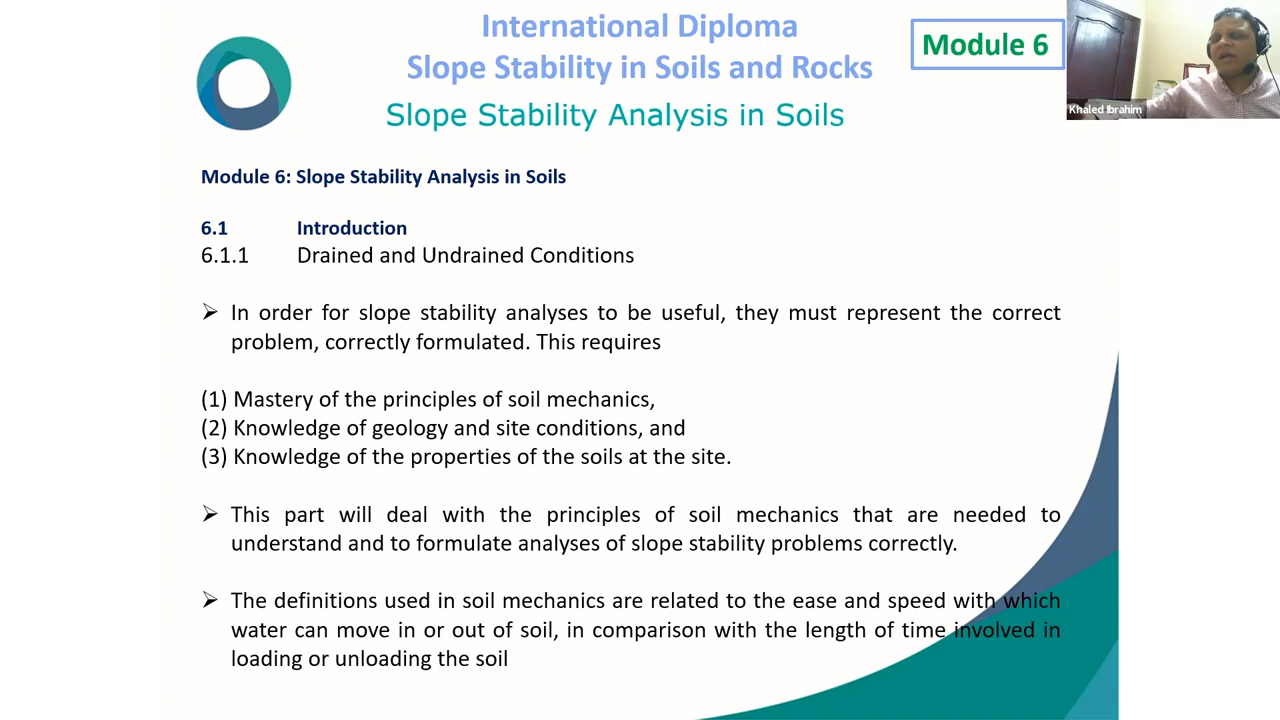 International Diploma
Slope Stability in Soils and Rocks
Slope Stability Analysis in Soils
Module 6
Khaled Ibrahim
Module 6: Slope Stability Analysis in Soils
6.1 Introduction
6.1.1 Drained and Undrained Conditions
➢ In order for slope stability analyses to be useful, they must represent the correct
problem, correctly formulated. This requires
(1) Mastery of the principles of soil mechanics,
(2) Knowledge of geology and site conditions, and
(3) Knowledge of the properties of the soils at the site.
➢ This part will deal with the principles of soil mechanics that are needed to
understand and to formulate analyses of slope stability problems correctly.
➢ The definitions used in soil mechanics are related to the ease and speed with which
water can move in or out of soil, in comparison with the length of time involved in
loading or unloading the soil